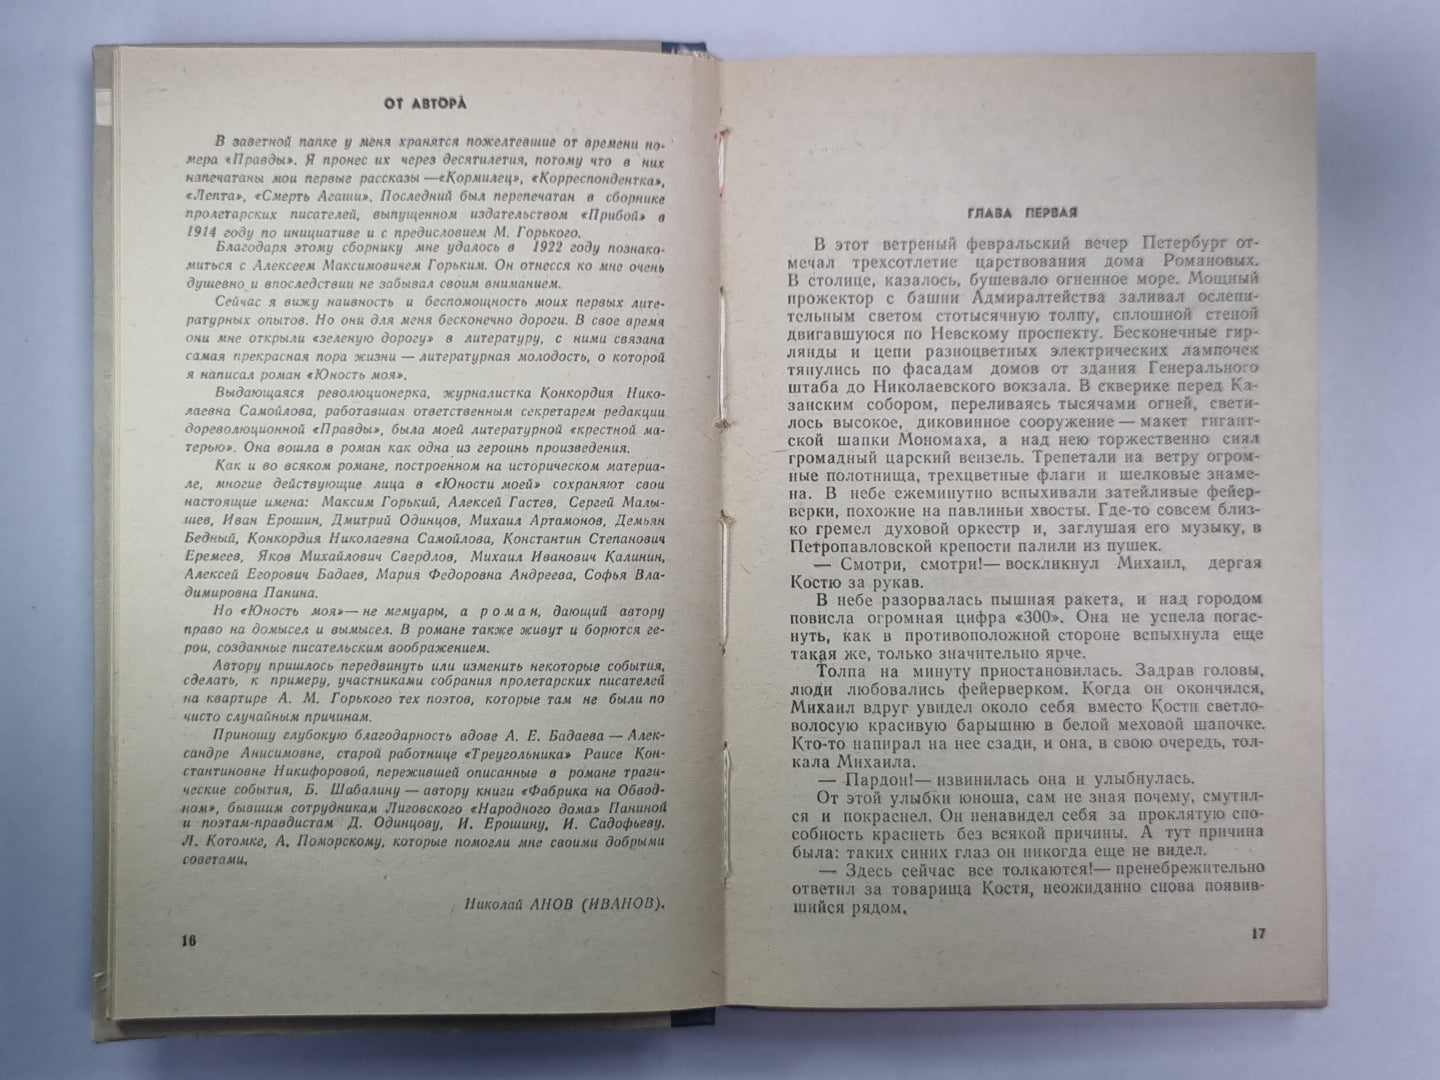 ОТ АВТОРА
В заветной папке у меня хранятся пожелтевшие от времени но-
мера «Правды». Я пронес их через десятилетия, потому что в них
напечатаны мои первые рассказы —«Кормилец», «Корреспондентка»,
«Лепта», «Смерть Агаши». Последний был перепечатан в сборнике
пролетарских писателей, выпущенном издательством «Прибой» в
1914 году по инициативе и с предисловием М. Горького.
Благодаря этому сборнику мне удалось в 1922 году познако-
миться с Алексеем Максимовичем Горьким. Он отнесся ко мне очень
душевно и впоследствии не забывал своим вниманием.
Сейчас я вижу наивность и беспомощность моих первых лите-
ратурных опытов. Но они для меня бесконечно дороги. В свое время
они мне открыли «зеленую дорогу» в литературу, с ними связана
самая прекрасная пора жизни — литературная молодость, о которой
я написал роман «Юность моя».
Выдающаяся революционерка, журналистка Конкордия Нико-
лаевна Самойлова, работавшая ответственным секретарем редакции
дореволюционной «Правды», была моей литературной «крестной ма-
терью». Она вошла в роман как одна из героинь произведения.
Как и во всяком романе, построенном на историческом материа-
ле, многие действующие лица в «Юности моей» сохраняют свои
настоящие имена: Максим Горький, Алексей Гастев, Сергей Малы-
шев, Иван Ерошин, Дмитрий Одинцов, Михаил Артамонов, Демьян
Бедный, Конкордия Николаевна Самойлова, Константин Степанович
Еремеев, Яков Михайлович Свердлов, Михаил Иванович Калинин,
Алексей Егорович Бадаев, Мария Федоровна Андреева, Софья Вла-
димировна Панина.
Но «Юность моя»— не мемуары, а роман, дающий автору
право на домысел и вымысел. В романе также живут и борются ге-
рои, созданные писательским воображением.
Автору пришлось передвинуть или изменить некоторые события,
сделать, к примеру, участниками собрания пролетарских писателей
на квартире А. М. Горького тех поэтов, которые там не были по
чисто случайным причинам.
Приношу глубокую благодарность вдове А. Е. Бадаева — Алек-
сандре Анисимовне, старой работнице «Треугольника» Раисе Кон-
стантиновне Никифоровой, пережившей описанные в романе траги-
ческие события, Б. Шабалину — автору книги «Фабрика на Обвод-
ном», бывшим сотрудникам Лиговского «Народного дома» Паниной
и поэтам-правдистам Д. Одинцову, И. Ерошину, И. Садофьеву,
Л. Котомке, А. Поморскому, которые помогли мне своими добрыми
советами.
Николай АНОВ (ИВАНОВ).
16
ГЛАВА ПЕРВАЯ
В этот ветреный февральский вечер Петербург от-
мечал трехсотлетие царствования дома Романовых.
В столице, казалось, бушевало огненное море. Мощный
прожектор с башни Адмиралтейства заливал ослепи-
тельным светом стотысячную толпу, сплошной стеной
двигавшуюся по Невскому проспекту. Бесконечные гир-
лянды и цепи разноцветных электрических лампочек
тянулись по фасадам домов от здания Генерального
штаба до Николаевского вокзала. В скверике перед Ка-
занским собором, переливаясь тысячами огней, свети-
лось высокое, диковинное сооружение — макет гигант-
ской шапки Мономаха, а над нею торжественно сиял
громадный царский вензель. Трепетали на ветру огром-
ные полотнища, трехцветные флаги и шелковые знаме-
на. В небе ежеминутно вспыхивали затейливые фейер-
верки, похожие на павлиньи хвосты. Где-то совсем близ-
ко гремел духовой оркестр и, заглушая его музыку, в
Петропавловской крепости палили из пушек.
— Смотри, смотри!— воскликнул Михаил, дергая
Костю за рукав.
В небе разорвалась пышная ракета, и над городом
повисла огромная цифра «300». Она не успела погас-
нуть, как в противоположной стороне вспыхнула еще
такая же, только значительно ярче.
Толпа на минуту приостановилась. Задрав головы,
люди любовались фейерверком. Когда он окончился,
Михаил вдруг увидел около себя вместо Кости светло-
волосую красивую барышню в белой меховой шапочке.
Кто-то напирал на нее сзади, и она, в свою очередь, тол-
кала Михаила.
— Пардон!— извинилась она и улыбнулась.
От этой улыбки юноша, сам не зная почему, смутил-
ся и покраснел. Он ненавидел себя за проклятую спо-
собность краснеть без всякой причины. А тут причина
была: таких синих глаз он никогда еще не видел.
— Здесь сейчас все толкаются!— пренебрежительно
ответил за товарища Костя, неожиданно снова появив-
шийся рядом.
17